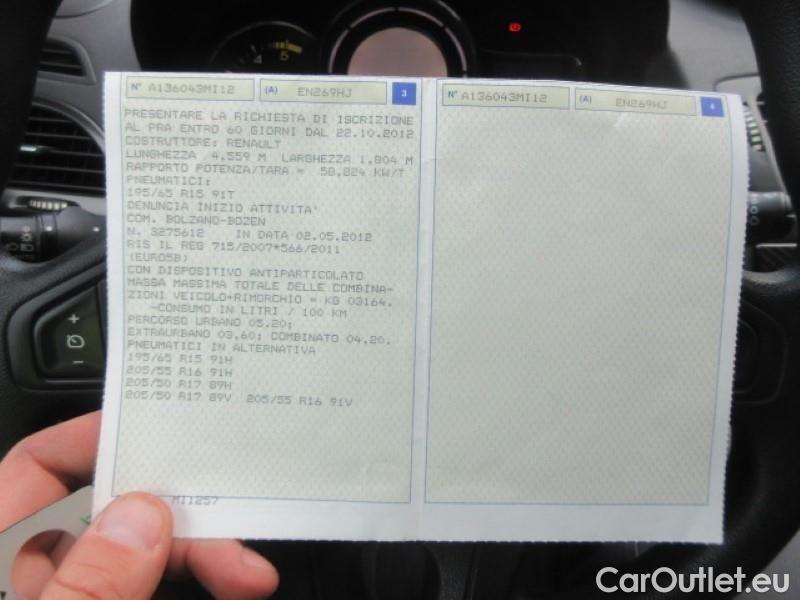 N° A136043MI12 (A) EN269HJ 3
PRESENTARE LA RICHIESTA DI ISCRIZIONE
AL PRA ENTRO 60 GIORNI DAL 22.10.2012
COSTRUTTORE: RENAULT
LUNGHEZZA 4,559 M LARGHEZZA 1,804 M
RAPPORTO POTENZA/TARA = 58,824 KW/T
PNEUMATICI:
195/65 R15 91T
DENUNCIA INIZIO ATTIVITA'
COM. BOLZANO-BOZEN
N. 3275612 IN DATA 02.05.2012
RIS IL REG 715/2007*566/2011
(EURO5B)
CON DISPOSITIVO ANTIPARTICOLATO
MASSA MASSIMA TOTALE DELLE COMBINA-
ZIONI VEICOLO+RIMORCHIO = KG 03164.
-CONSUMO IN LITRI / 100 KM
PERCORSO URBANO 05,20;
EXTRAURBANO 03,60; COMBINATO 04,20.
PNEUMATICI IN ALTERNATIVA
195/65 R15 91H
205/55 R16 91H
205/50 R17 89H
205/50 R17 89V 205/55 R16 91V
MI1257
N° A136043MI12 (A) EN269HJ 4
4 5
+
-
CarOutlet.eu